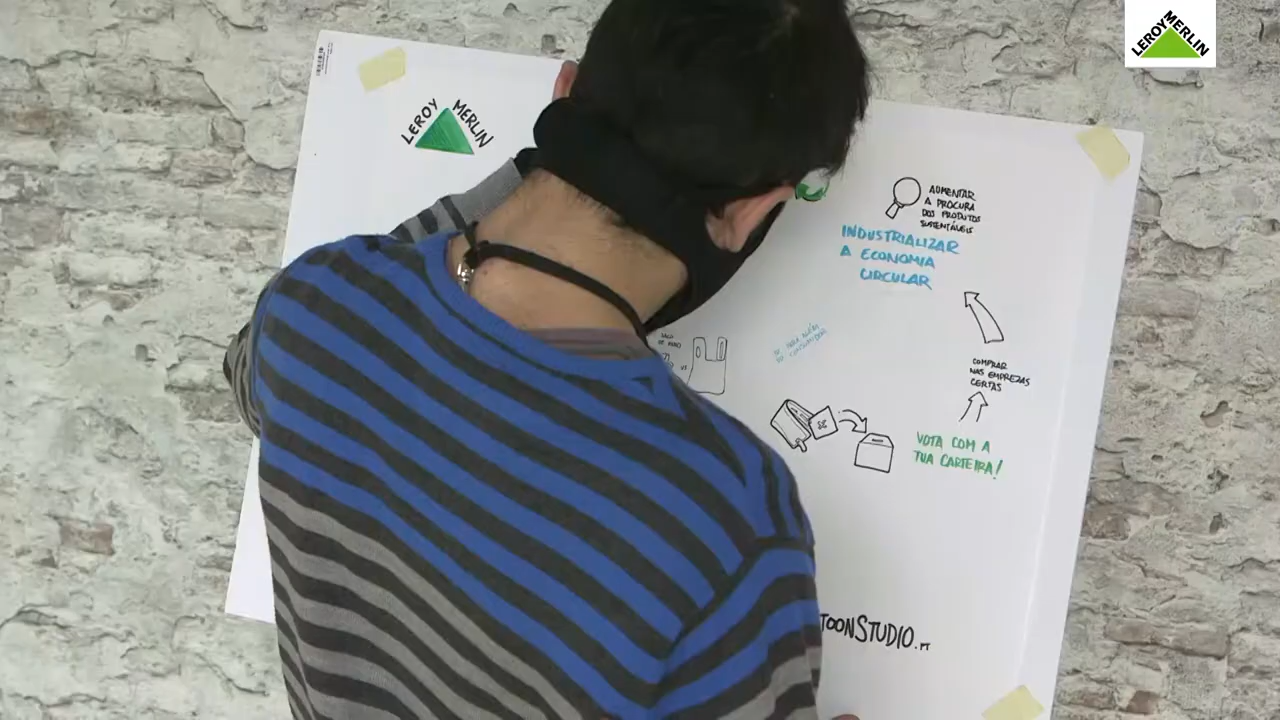 LEROY MERLIN
LEROY MERLIN
AUMENTAR
A PROCURA
DOS PRODUTOS
SUSTENTÁVEIS
INDUSTRIALIZAR
A ECONOMIA
CIRCULAR
COMPRAR
NAS EMPREZAS
CERTAS
VOTA COM A
TUA CARTEIRA!
TOONSTUDIO.PT